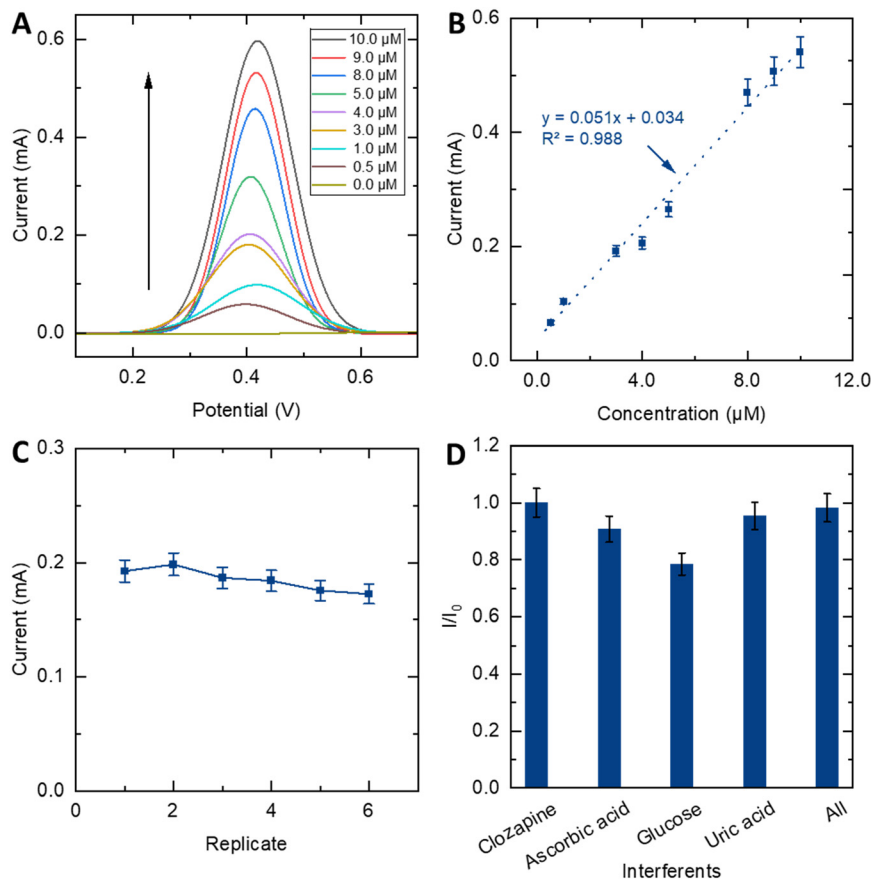 A
0.6
0.4
0.2
0.0
Current (mA)
0.2
0.4
0.6
Potential (V)
10.0 µM
9.0 µM
8.0 µM
5.0 µM
4.0 µM
3.0 µM
1.0 µM
0.5 µM
0.0 µM
B
0.6
0.4
0.2
0.0
Current (mA)
y = 0.051x + 0.034
R² = 0.988
0.0
4.0
8.0
12.0
Concentration (µM)
C
0.3
0.2
0.1
0.0
Current (mA)
0
2
4
6
Replicate
D
1.2
1.0
0.8
0.6
0.4
0.2
0.0
I/I₀
Clozapine
Ascorbic acid
Glucose
Uric acid
All
Interferents